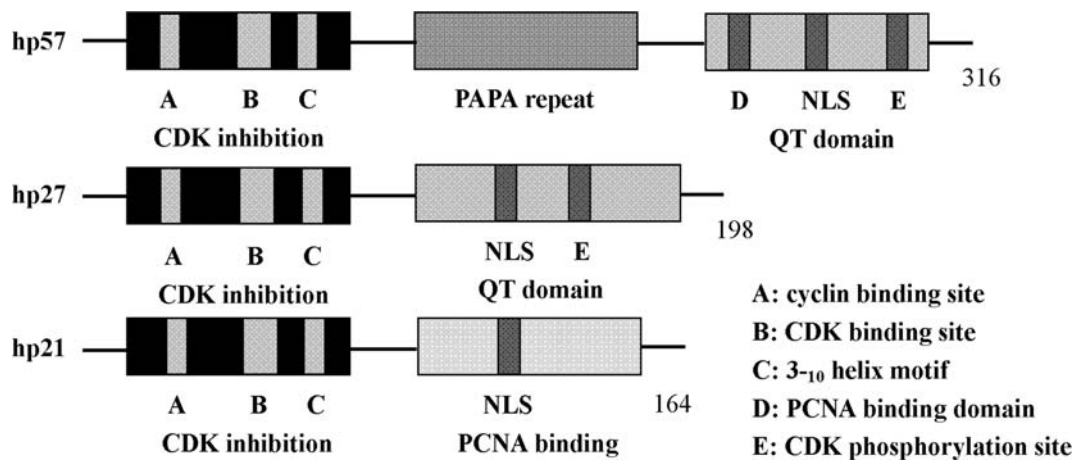 hp57
A B C
CDK inhibition
PAPA repeat
D NLS E
QT domain
316
hp27
A B C
CDK inhibition
NLS E
QT domain
198
hp21
A B C
CDK inhibition
NLS
PCNA binding
164
A: cyclin binding site
B: CDK binding site
C: 3-₁₀ helix motif
D: PCNA binding domain
E: CDK phosphorylation site